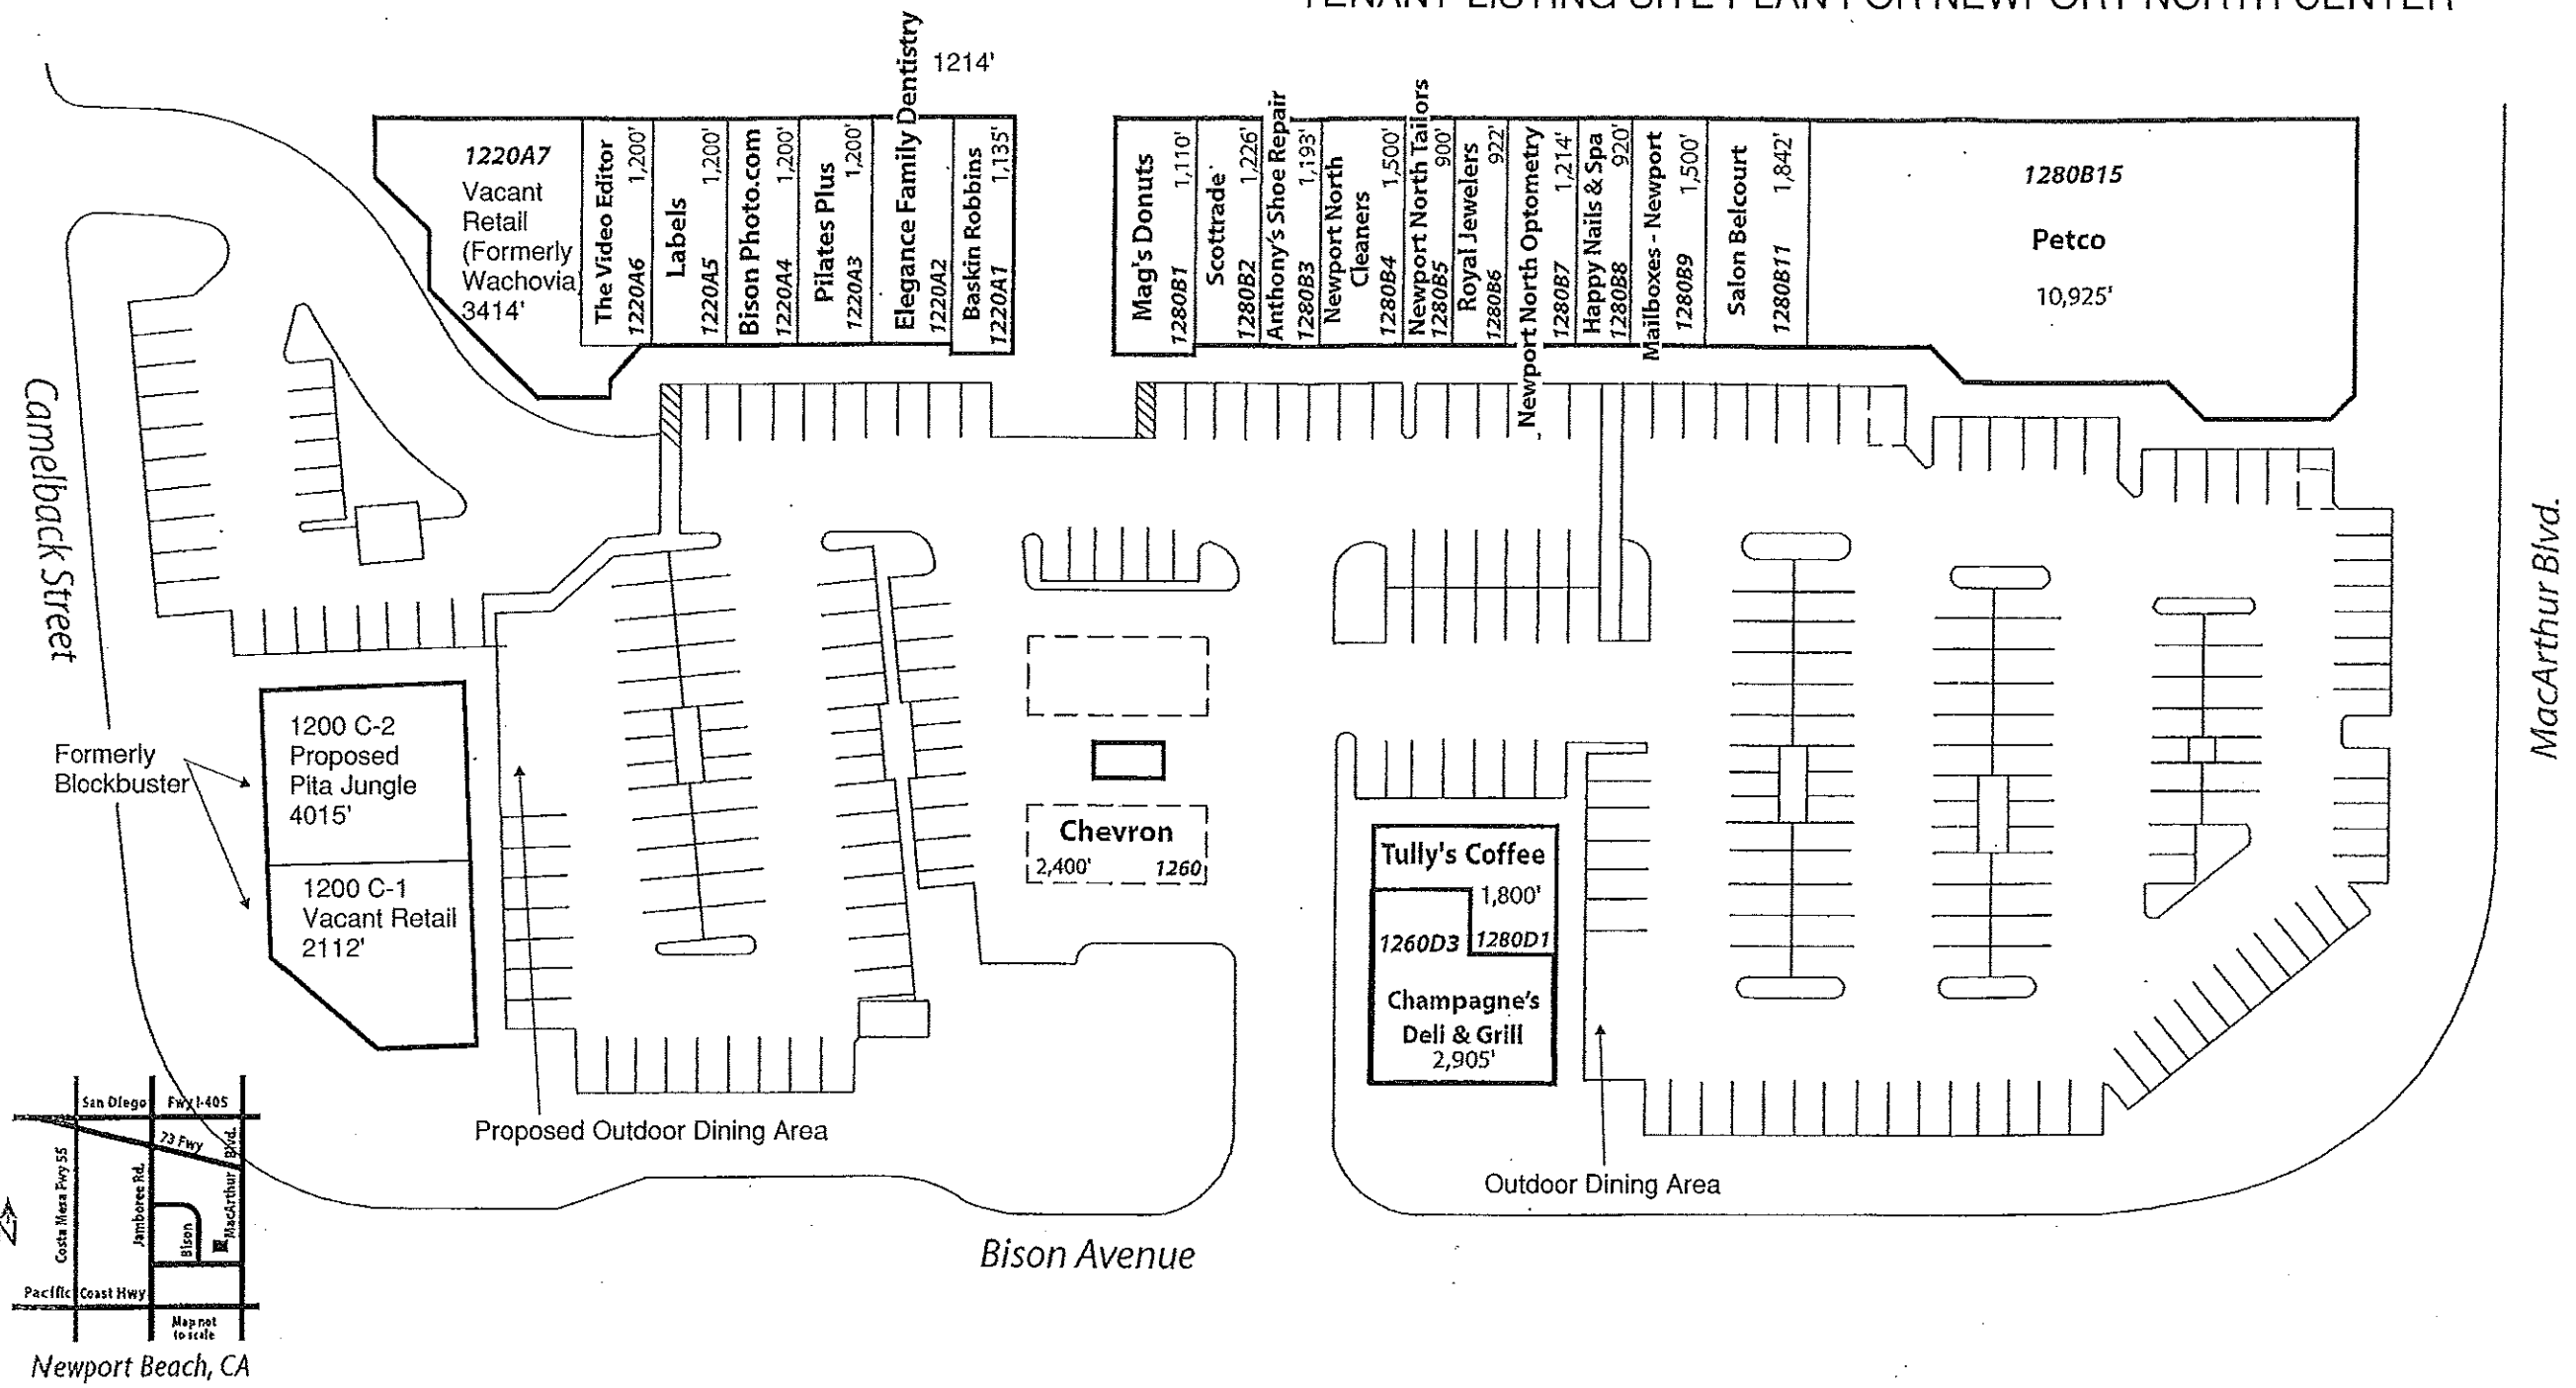 TENANT LISTING SITE PLAN FOR NEWPORT NORTH CENTER
1214'
1220A7
Vacant
Retail
(Formerly
Wachovia)
3414'
The Video Editor
1220A6 1,200'
Labels
1220A5 1,200'
Bison Photo.com
1220A4 1,200'
Pilates Plus
1220A3 1,200'
Elegance Family Dentistry
1220A2
Baskin Robbins
1220A1 1,135'
Mag's Donuts
1280B1 1,110'
Scottrade
1280B2 1,226'
Anthony's Shoe Repair
1280B3 1,193'
Newport North
Cleaners
1280B4 1,500'
Newport North Tailors
1280B5 900'
Royal Jewelers
1280B6 922'
Newport North Optometry
1280B7 1,214'
Happy Nails & Spa
1280B8 920'
Mailboxes - Newport
1280B9 1,500'
Salon Belcourt
1280B11 1,842'
1280B15
Petco
10,925'
Camelback Street
MacArthur Blvd.
Formerly
Blockbuster
1200 C-2
Proposed
Pita Jungle
4015'
1200 C-1
Vacant Retail
2112'
Chevron
2,400' 1260
Tully's Coffee
1,800'
1260D3 1280D1
Champagne's
Deli & Grill
2,905'
Proposed Outdoor Dining Area
Outdoor Dining Area
Bison Avenue
San Diego Fwy I-405
73 Fwy
Costa Mesa Fwy 55
Jamboree Rd.
Bison
MacArthur Blvd.
Pacific Coast Hwy
Map not
to scale
N
Newport Beach, CA